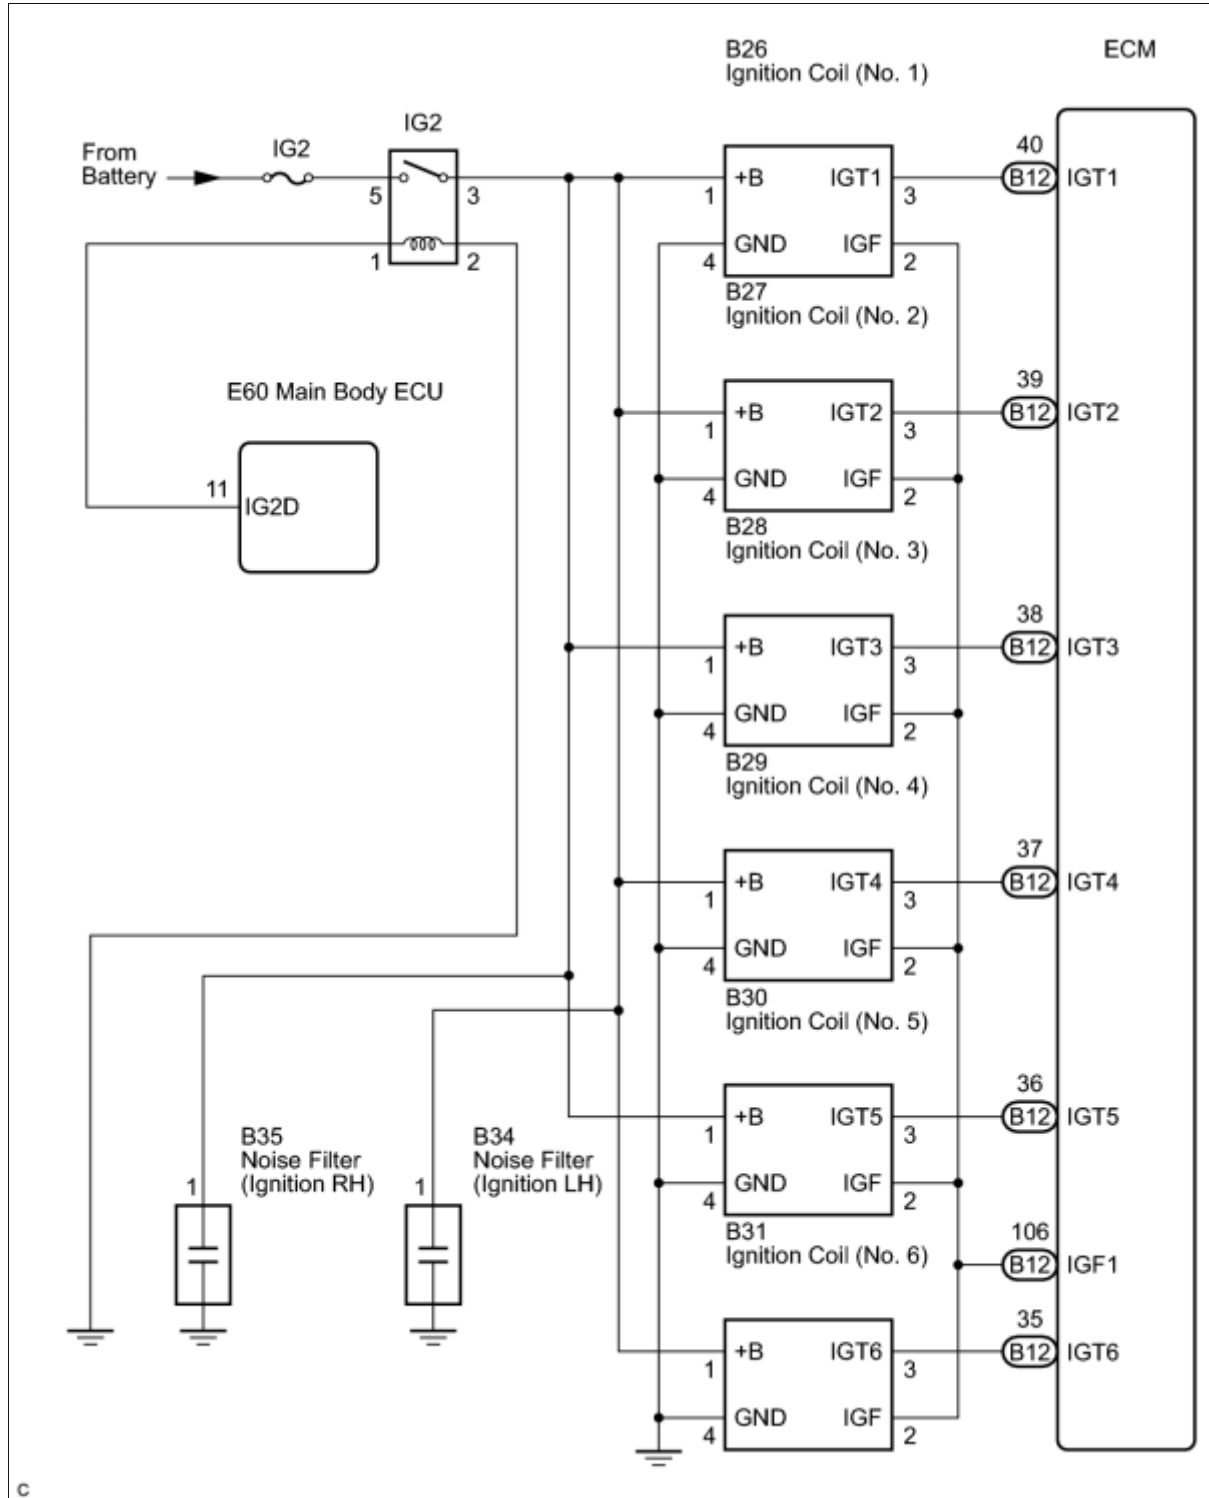 B26
Ignition Coil (No. 1)
ECM
From
Battery
IG2
IG2
5
3
1
2
1
+B
IGT1
3
40
B12
IGT1
4
GND
IGF
2
B27
Ignition Coil (No. 2)
E60 Main Body ECU
11
IG2D
1
+B
IGT2
3
39
B12
IGT2
4
GND
IGF
2
B28
Ignition Coil (No. 3)
1
+B
IGT3
3
38
B12
IGT3
4
GND
IGF
2
B29
Ignition Coil (No. 4)
1
+B
IGT4
3
37
B12
IGT4
4
GND
IGF
2
B30
Ignition Coil (No. 5)
1
+B
IGT5
3
36
B12
IGT5
4
GND
IGF
2
B35
Noise Filter
(Ignition RH)
1
B34
Noise Filter
(Ignition LH)
1
B31
Ignition Coil (No. 6)
106
B12
IGF1
1
+B
IGT6
3
35
B12
IGT6
4
GND
IGF
2
C